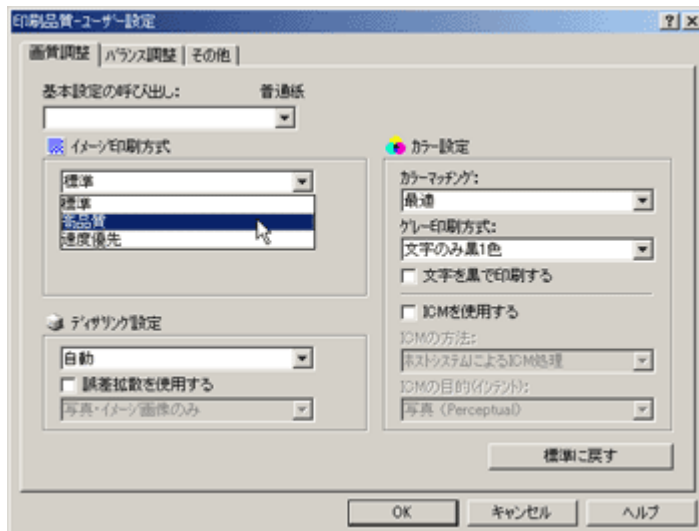 印刷品質-ユーザー設定
画質調整
バランス調整
その他
基本設定の呼び出し:
普通紙
イメージ印刷方式
標準
標準
高品質
速度優先
ディザリング設定
自動
誤差拡散を使用する
写真・イメージ画像のみ
カラー設定
カラーマッチング:
最適
グレー印刷方式:
文字のみ黒1色
文字を黒で印刷する
ICMを使用する
ICMの方法:
ホストシステムによるICM処理
ICMの目的(インテント):
写真 (Perceptual)
標準に戻す
OK
キャンセル
ヘルプ